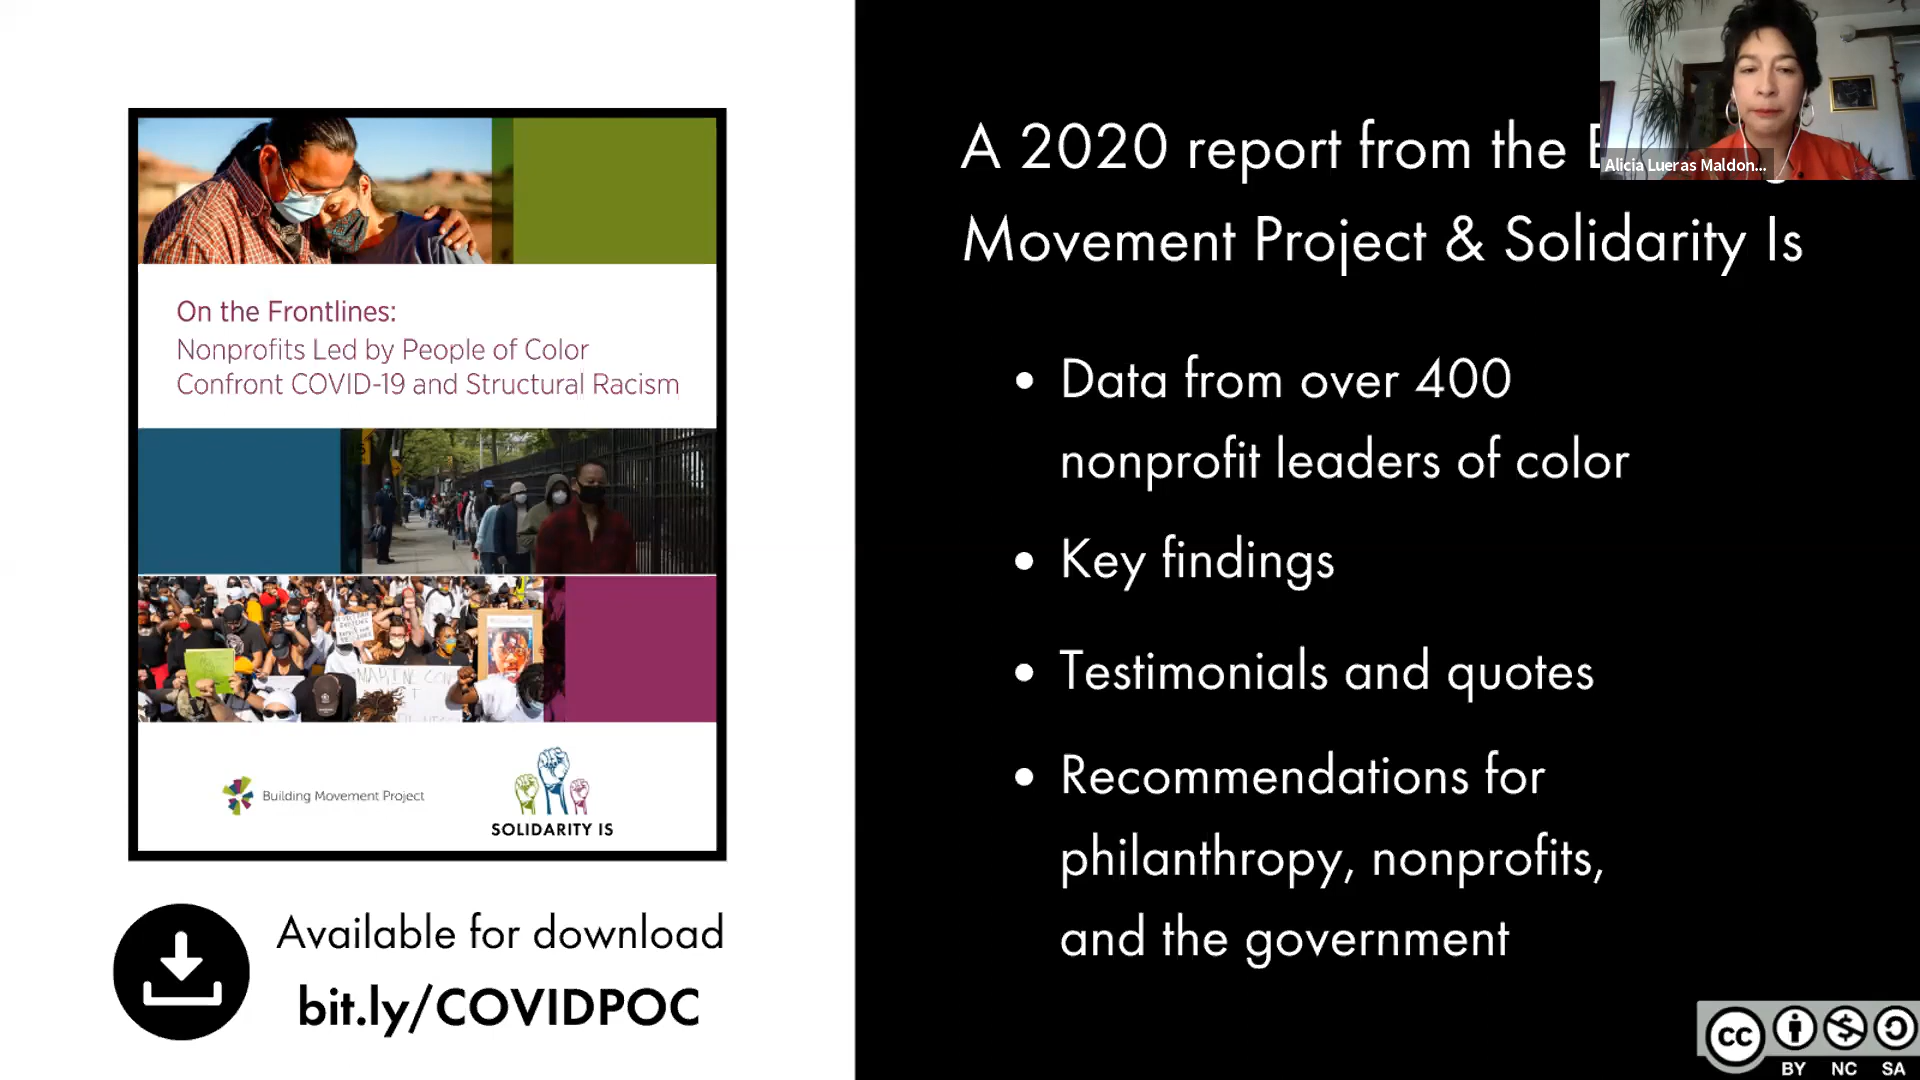 On the Frontlines:
Nonprofits Led by People of Color
Confront COVID-19 and Structural Racism
Building Movement Project
SOLIDARITY IS
Available for download
bit.ly/COVIDPOC
A 2020 report from the
Movement Project & Solidarity Is
• Data from over 400
nonprofit leaders of color
• Key findings
• Testimonials and quotes
• Recommendations for
philanthropy, nonprofits,
and the government
Alicia Lueras Maldon...
cc
BY NC SA